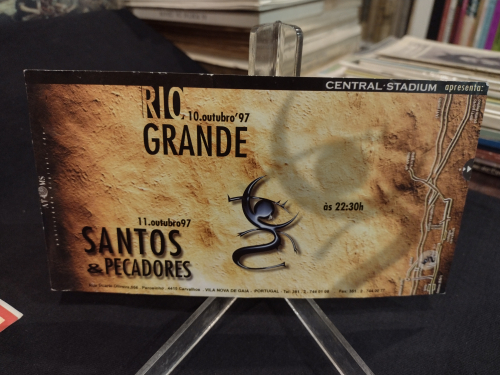 CENTRAL·STADIUM apresenta:
RIO, 10.outubro'97
GRANDE
às 22:30h
11.outubro97
SANTOS
& PECADORES
VILA NOVA DE GAIA PORTUGAL